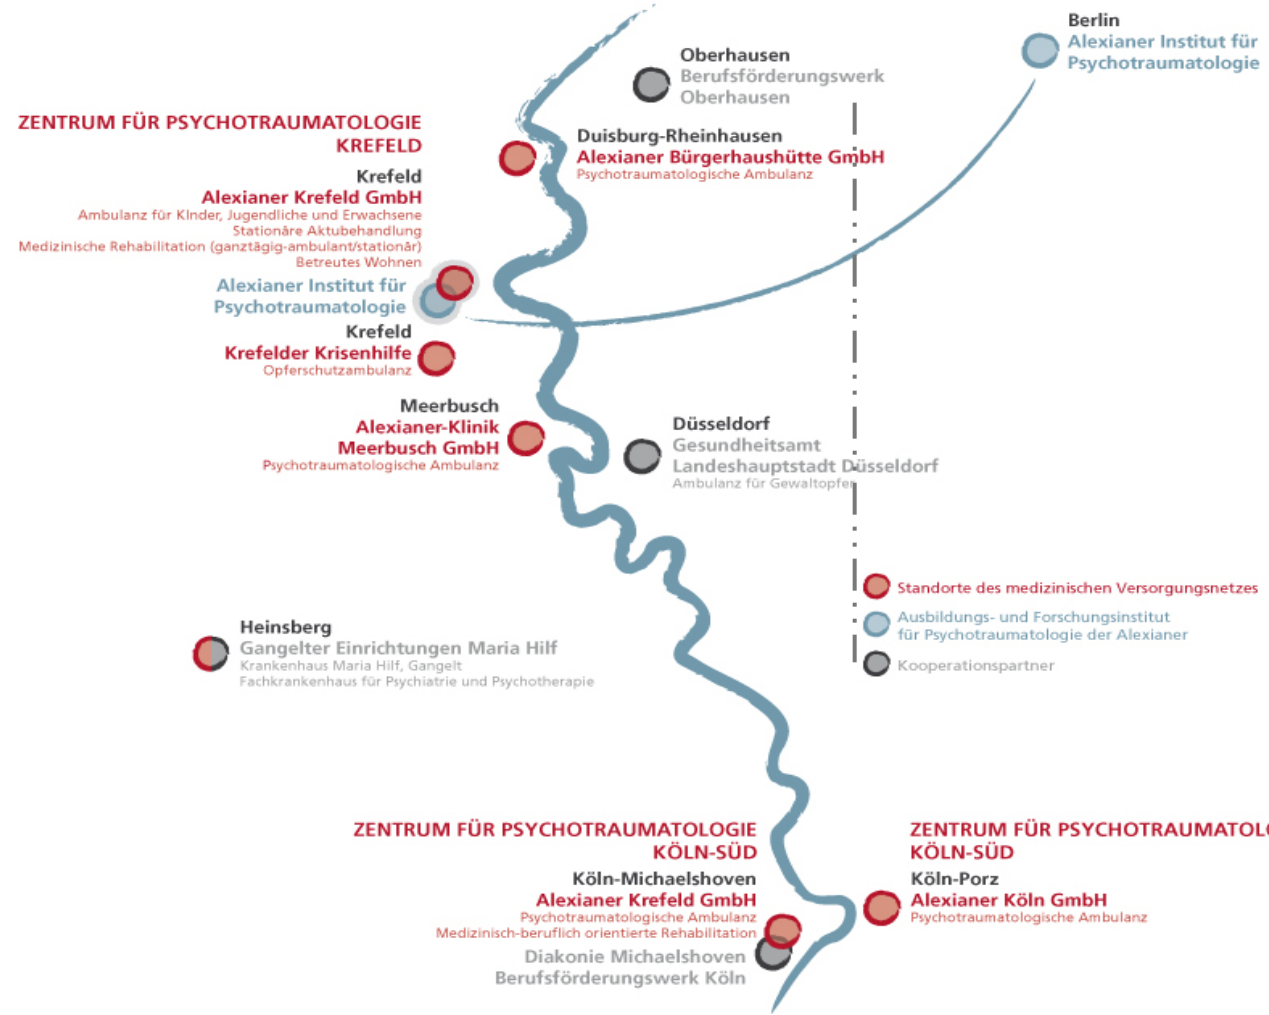 Berlin
Alexianer Institut für
Psychotraumatologie
Oberhausen
Berufsförderungswerk
Oberhausen
Duisburg-Rheinhausen
Alexianer Bürgerhaushütte GmbH
Psychotraumatologische Ambulanz
ZENTRUM FÜR PSYCHOTRAUMATOLOGIE
KREFELD
Krefeld
Alexianer Krefeld GmbH
Ambulanz für KInder, Jugendliche und Erwachsene
Stationäre Aktubehandlung
Medizinische Rehabilitation (ganztägig-ambulant/stationär)
Betreutes Wohnen
Alexianer Institut für
Psychotraumatologie
Krefeld
Krefelder Krisenhilfe
Opferschutzambulanz
Meerbusch
Alexianer-Klinik
Meerbusch GmbH
Psychotraumatologische Ambulanz
Düsseldorf
Gesundheitsamt
Landeshauptstadt Düsseldorf
Ambulanz für Gewaltopfer
Standorte des medizinischen Versorgungsnetzes
Ausbildungs- und Forschungsinstitut
für Psychotraumatologie der Alexianer
Kooperationspartner
Heinsberg
Gangelter Einrichtungen Maria Hilf
Krankenhaus Maria Hilf, Gangelt
Fachkrankenhaus für Psychiatrie und Psychotherapie
ZENTRUM FÜR PSYCHOTRAUMATOLOGIE
KÖLN-SÜD
Köln-Michaelshoven
Alexianer Krefeld GmbH
Psychotraumatologische Ambulanz
Medizinisch-beruflich orientierte Rehabilitation
Diakonie Michaelshoven
Berufsförderungswerk Köln
ZENTRUM FÜR PSYCHOTRAUMATOL
KÖLN-SÜD
Köln-Porz
Alexianer Köln GmbH
Psychotraumatologische Ambulanz